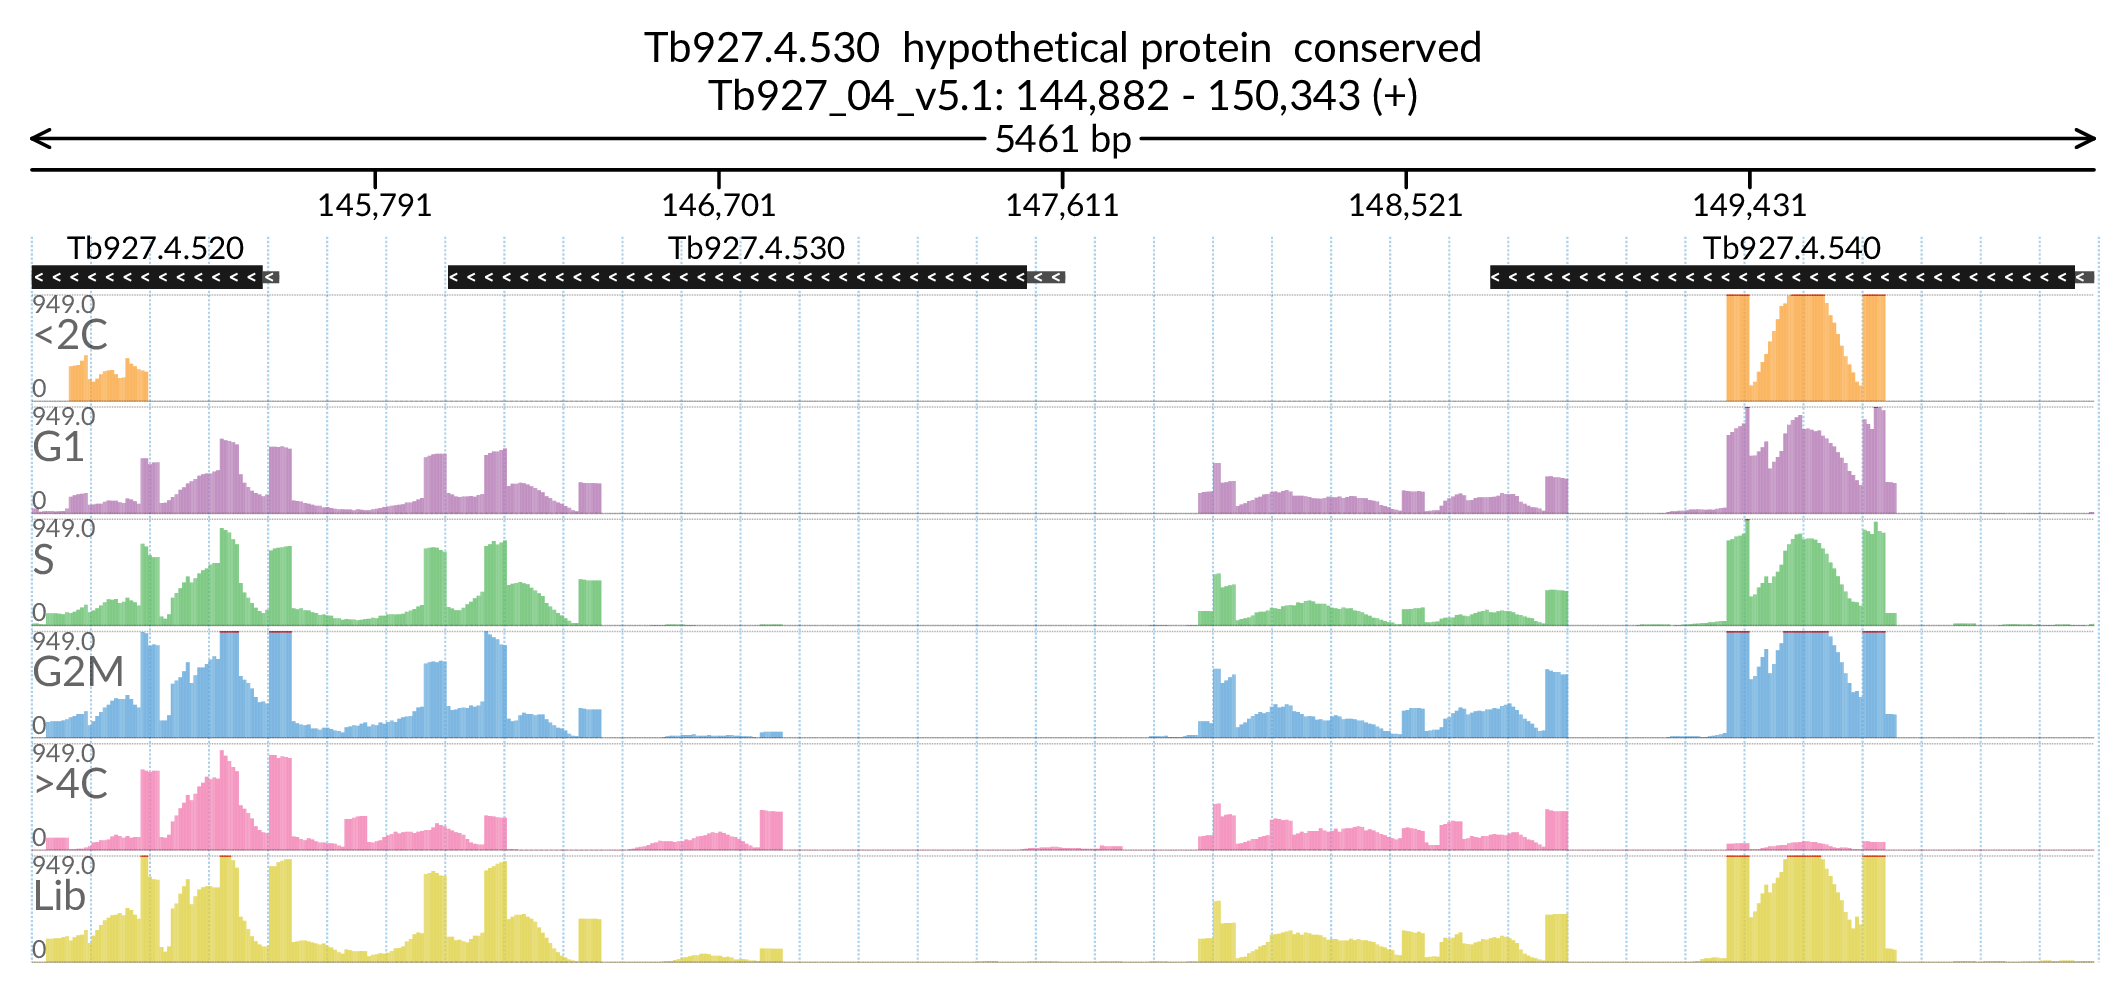 Tb927.4.530 hypothetical protein conserved
Tb927_04_v5.1: 144,882 - 150,343 (+)
5461 bp
145,791 146,701 147,611 148,521 149,431
Tb927.4.520 Tb927.4.530 Tb927.4.540
949.0
<2C
0
949.0
G1
0
949.0
S
0
949.0
G2M
0
949.0
>4C
0
949.0
Lib
0